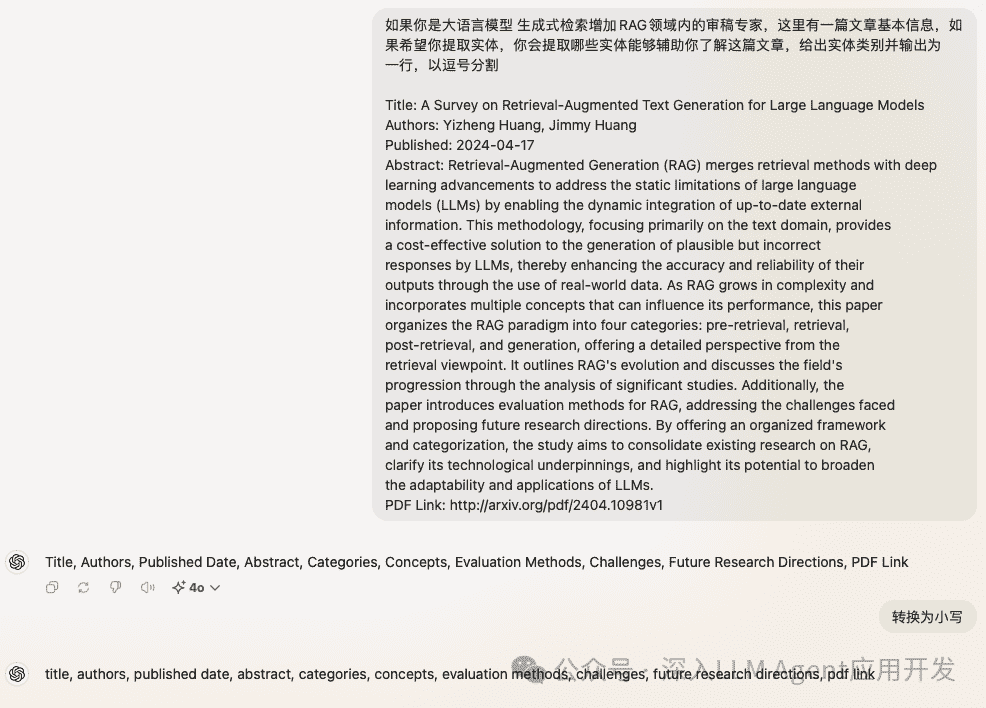 如果你是大语言模型 生成式检索增加 RAG 领域内的审稿专家，这里有一篇文章基本信息，如
果希望你提取实体，你会提取哪些实体能够辅助你了解这篇文章，给出实体类别并输出为
一行，以逗号分割
Title: A Survey on Retrieval-Augmented Text Generation for Large Language Models
Authors: Yizheng Huang, Jimmy Huang
Published: 2024-04-17
Abstract: Retrieval-Augmented Generation (RAG) merges retrieval methods with deep
learning advancements to address the static limitations of large language
models (LLMs) by enabling the dynamic integration of up-to-date external
information. This methodology, focusing primarily on the text domain, provides
a cost-effective solution to the generation of plausible but incorrect
responses by LLMs, thereby enhancing the accuracy and reliability of their
outputs through the use of real-world data. As RAG grows in complexity and
incorporates multiple concepts that can influence its performance, this paper
organizes the RAG paradigm into four categories: pre-retrieval, retrieval,
post-retrieval, and generation, offering a detailed perspective from the
retrieval viewpoint. It outlines RAG's evolution and discusses the field's
progression through the analysis of significant studies. Additionally, the
paper introduces evaluation methods for RAG, addressing the challenges faced
and proposing future research directions. By offering an organized framework
and categorization, the study aims to consolidate existing research on RAG,
clarify its technological underpinnings, and highlight its potential to broaden
the adaptability and applications of LLMs.
PDF Link: http://arxiv.org/pdf/2404.10981v1
Title, Authors, Published Date, Abstract, Categories, Concepts, Evaluation Methods, Challenges, Future Research Directions, PDF Link
4o
转换为小写
title, authors, published date, abstract, categories, concepts, evaluation methods, challenges, future research directions, pdf link
公众号 · 深入LLM Agent应用开发